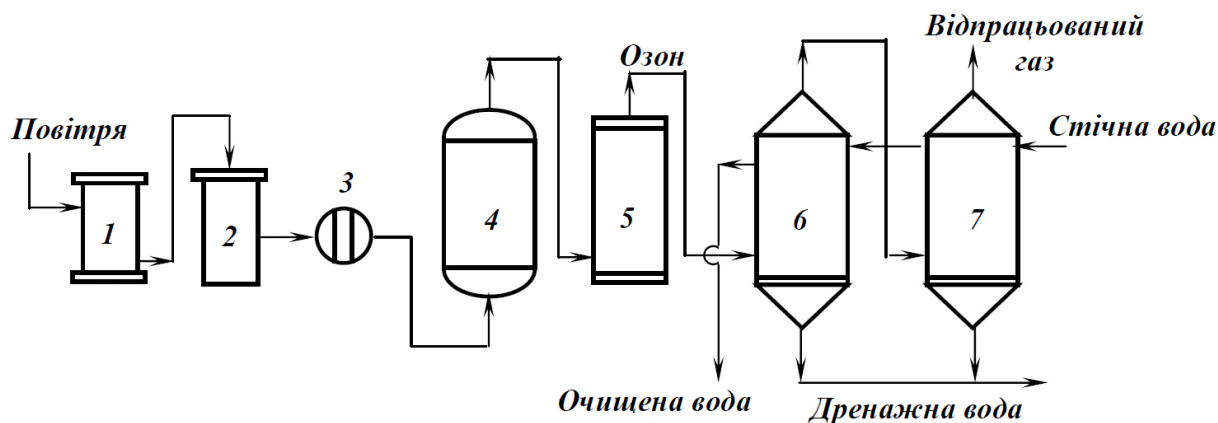 Відпрацьований
газ
Озон
Повітря
Стічна вода
3
1
2
4
5
6
7
Очищена вода
Дренажна вода